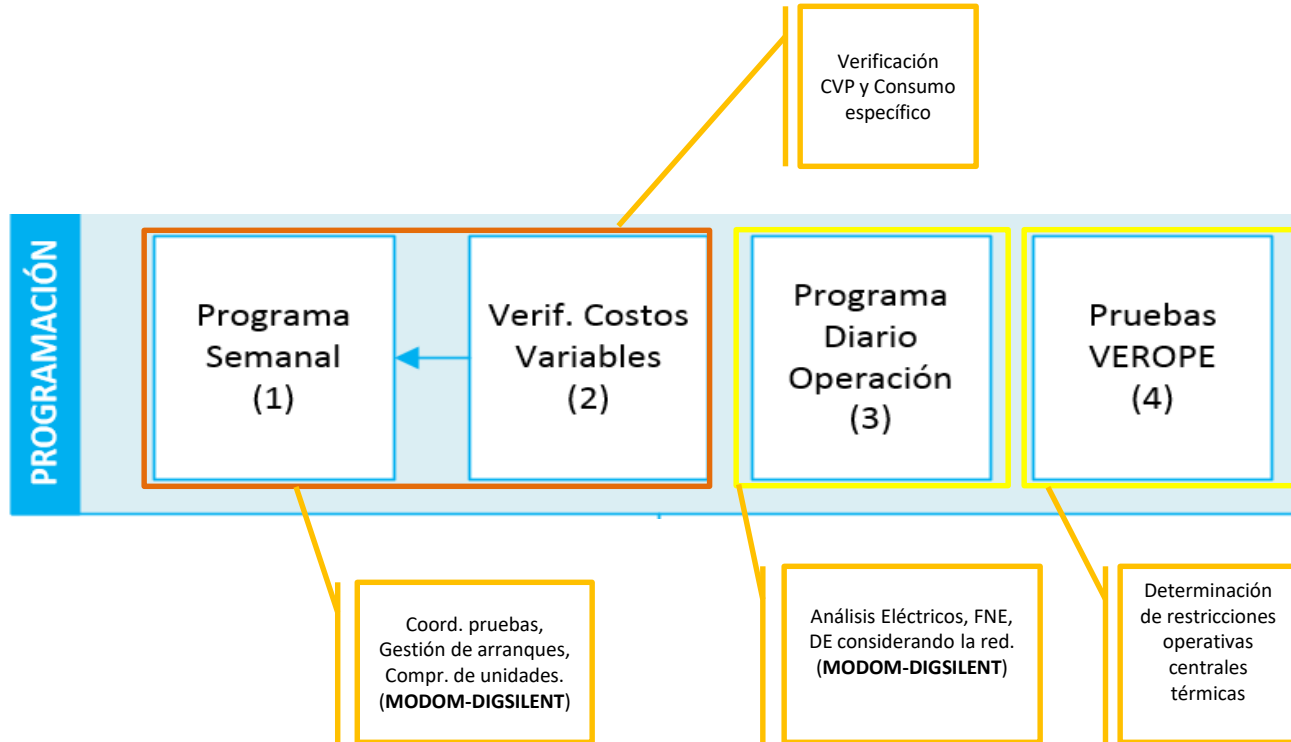 Verificación
CVP y Consumo
específico
PROGRAMACIÓN
Programa
Semanal
(1)
Verif. Costos
Variables
(2)
Programa
Diario
Operación
(3)
Pruebas
VEROPE
(4)
Coord. pruebas,
Gestión de arranques,
Compr. de unidades.
(MODOM-DIGSILENT)
Análisis Eléctricos, FNE,
DE considerando la red.
(MODOM-DIGSILENT)
Determinación
de restricciones
operativas
centrales
térmicas